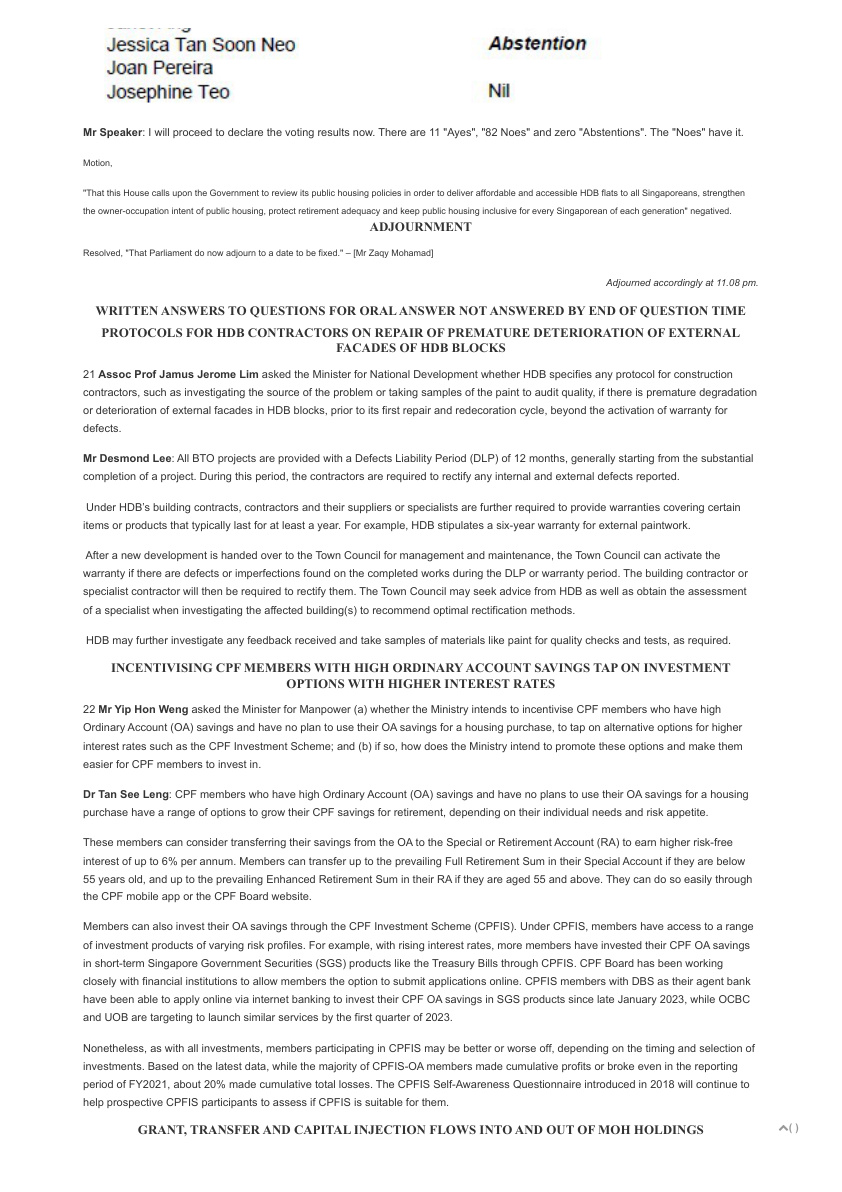 Jessica Tan Soon Neo
Abstention
Joan Pereira
Josephine Teo
Nil
Mr Speaker: I will proceed to declare the voting results now. There are 11 "Ayes", "82 Noes" and zero "Abstentions". The "Noes" have it.
Motion,
"That this House calls upon the Government to review its public housing policies in order to deliver affordable and accessible HDB flats to all Singaporeans, strengthen
the owner-occupation intent of public housing, protect retirement adequacy and keep public housing inclusive for every Singaporean of each generation" negatived.
ADJOURNMENT
Resolved, "That Parliament do now adjourn to a date to be fixed." – [Mr Zaqy Mohamad]
Adjourned accordingly at 11.08 pm.
WRITTEN ANSWERS TO QUESTIONS FOR ORAL ANSWER NOT ANSWERED BY END OF QUESTION TIME
PROTOCOLS FOR HDB CONTRACTORS ON REPAIR OF PREMATURE DETERIORATION OF EXTERNAL
FACADES OF HDB BLOCKS
21 Assoc Prof Jamus Jerome Lim asked the Minister for National Development whether HDB specifies any protocol for construction
contractors, such as investigating the source of the problem or taking samples of the paint to audit quality, if there is premature degradation
or deterioration of external facades in HDB blocks, prior to its first repair and redecoration cycle, beyond the activation of warranty for
defects.
Mr Desmond Lee: All BTO projects are provided with a Defects Liability Period (DLP) of 12 months, generally starting from the substantial
completion of a project. During this period, the contractors are required to rectify any internal and external defects reported.
Under HDB's building contracts, contractors and their suppliers or specialists are further required to provide warranties covering certain
items or products that typically last for at least a year. For example, HDB stipulates a six-year warranty for external paintwork.
After a new development is handed over to the Town Council for management and maintenance, the Town Council can activate the
warranty if there are defects or imperfections found on the completed works during the DLP or warranty period. The building contractor or
specialist contractor will then be required to rectify them. The Town Council may seek advice from HDB as well as obtain the assessment
of a specialist when investigating the affected building(s) to recommend optimal rectification methods.
HDB may further investigate any feedback received and take samples of materials like paint for quality checks and tests, as required.
INCENTIVISING CPF MEMBERS WITH HIGH ORDINARY ACCOUNT SAVINGS TAP ON INVESTMENT
OPTIONS WITH HIGHER INTEREST RATES
22 Mr Yip Hon Weng asked the Minister for Manpower (a) whether the Ministry intends to incentivise CPF members who have high
Ordinary Account (OA) savings and have no plan to use their OA savings for a housing purchase, to tap on alternative options for higher
interest rates such as the CPF Investment Scheme; and (b) if so, how does the Ministry intend to promote these options and make them
easier for CPF members to invest in.
Dr Tan See Leng: CPF members who have high Ordinary Account (OA) savings and have no plans to use their OA savings for a housing
purchase have a range of options to grow their CPF savings for retirement, depending on their individual needs and risk appetite.
These members can consider transferring their savings from the OA to the Special or Retirement Account (RA) to earn higher risk-free
interest of up to 6% per annum. Members can transfer up to the prevailing Full Retirement Sum in their Special Account if they are below
55 years old, and up to the prevailing Enhanced Retirement Sum in their RA if they are aged 55 and above. They can do so easily through
the CPF mobile app or the CPF Board website.
Members can also invest their OA savings through the CPF Investment Scheme (CPFIS). Under CPFIS, members have access to a range
of investment products of varying risk profiles. For example, with rising interest rates, more members have invested their CPF OA savings
in short-term Singapore Government Securities (SGS) products like the Treasury Bills through CPFIS. CPF Board has been working
closely with financial institutions to allow members the option to submit applications online. CPFIS members with DBS as their agent bank
have been able to apply online via internet banking to invest their CPF OA savings in SGS products since late January 2023, while OCBC
and UOB are targeting to launch similar services by the first quarter of 2023.
Nonetheless, as with all investments, members participating in CPFIS may be better or worse off, depending on the timing and selection of
investments. Based on the latest data, while the majority of CPFIS-OA members made cumulative profits or broke even in the reporting
period of FY2021, about 20% made cumulative total losses. The CPFIS Self-Awareness Questionnaire introduced in 2018 will continue to
help prospective CPFIS participants to assess if CPFIS is suitable for them.
GRANT, TRANSFER AND CAPITAL INJECTION FLOWS INTO AND OUT OF MOH HOLDINGS
( )